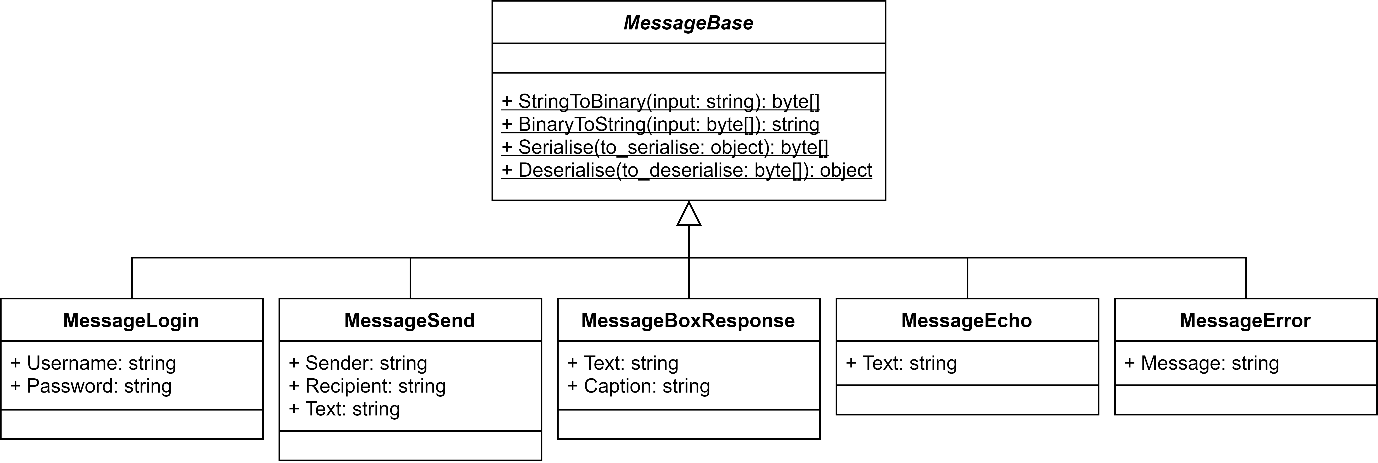 MessageBase
+ StringToBinary(input: string): byte[]
+ BinaryToString(input: byte[]): string
+ Serialise(to_serialise: object): byte[]
+ Deserialise(to_deserialise: byte[]): object
MessageLogin
+ Username: string
+ Password: string
MessageSend
+ Sender: string
+ Recipient: string
+ Text: string
MessageBoxResponse
+ Text: string
+ Caption: string
MessageEcho
+ Text: string
MessageError
+ Message: string